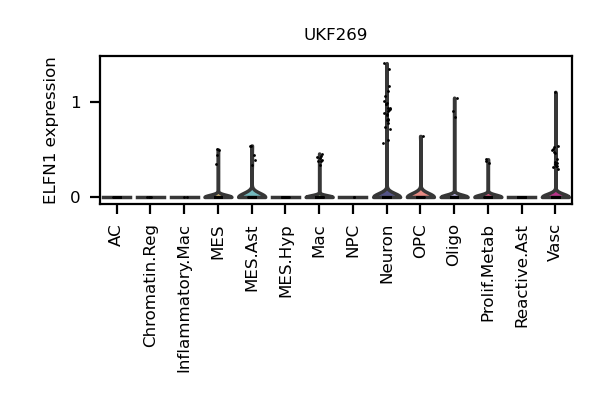 UKF269
ELFN1 expression
1
0
AC
Chromatin.Reg
Inflammatory.Mac
MES
MES.Ast
MES.Hyp
Mac
NPC
Neuron
OPC
Oligo
Prolif.Metab
Reactive.Ast
Vasc